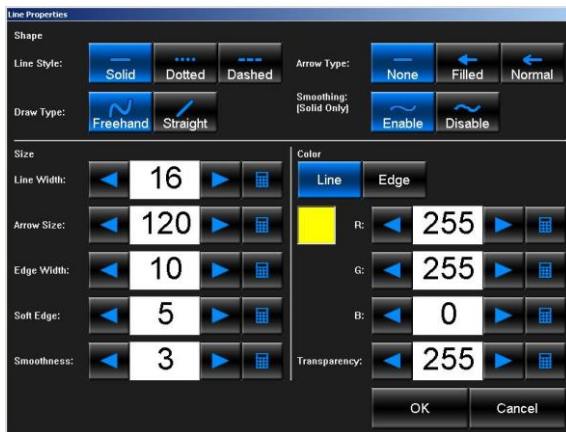 Line Properties
Shape
Line Style: Solid Dotted Dashed Arrow Type: None Filled Normal
Draw Type: Freehand Straight Smoothing: [Solid Only] Enable Disable
Size Color
Line Width: 16 Line Edge
Arrow Size: 120 R: 255
Edge Width: 10 G: 255
Soft Edge: 5 B: 0
Smoothness: 3 Transparency: 255
OK Cancel